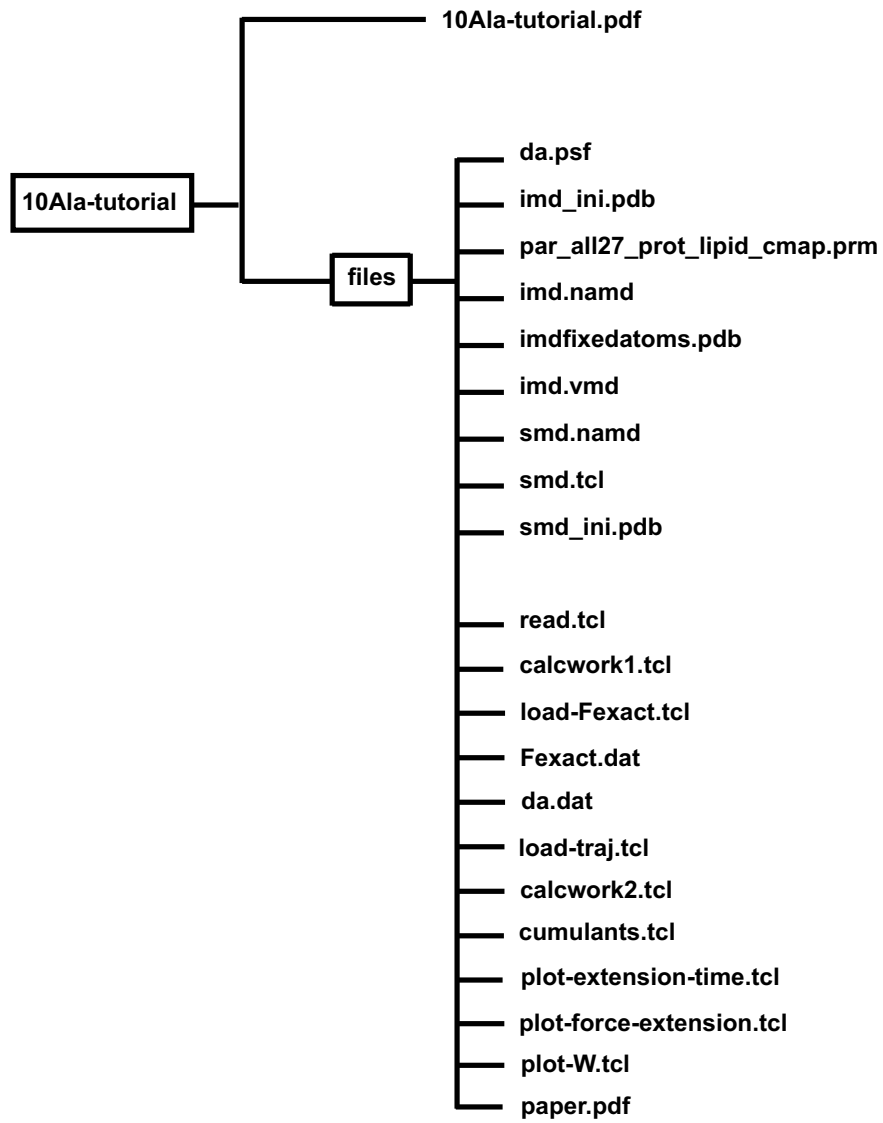 10Ala-tutorial.pdf
10Ala-tutorial
files
da.psf
imd_ini.pdb
par_all27_prot_lipid_cmap.prm
imd.namd
imdfixedatoms.pdb
imd.vmd
smd.namd
smd.tcl
smd_ini.pdb
read.tcl
calcwork1.tcl
load-Fexact.tcl
Fexact.dat
da.dat
load-traj.tcl
calcwork2.tcl
cumulants.tcl
plot-extension-time.tcl
plot-force-extension.tcl
plot-W.tcl
paper.pdf